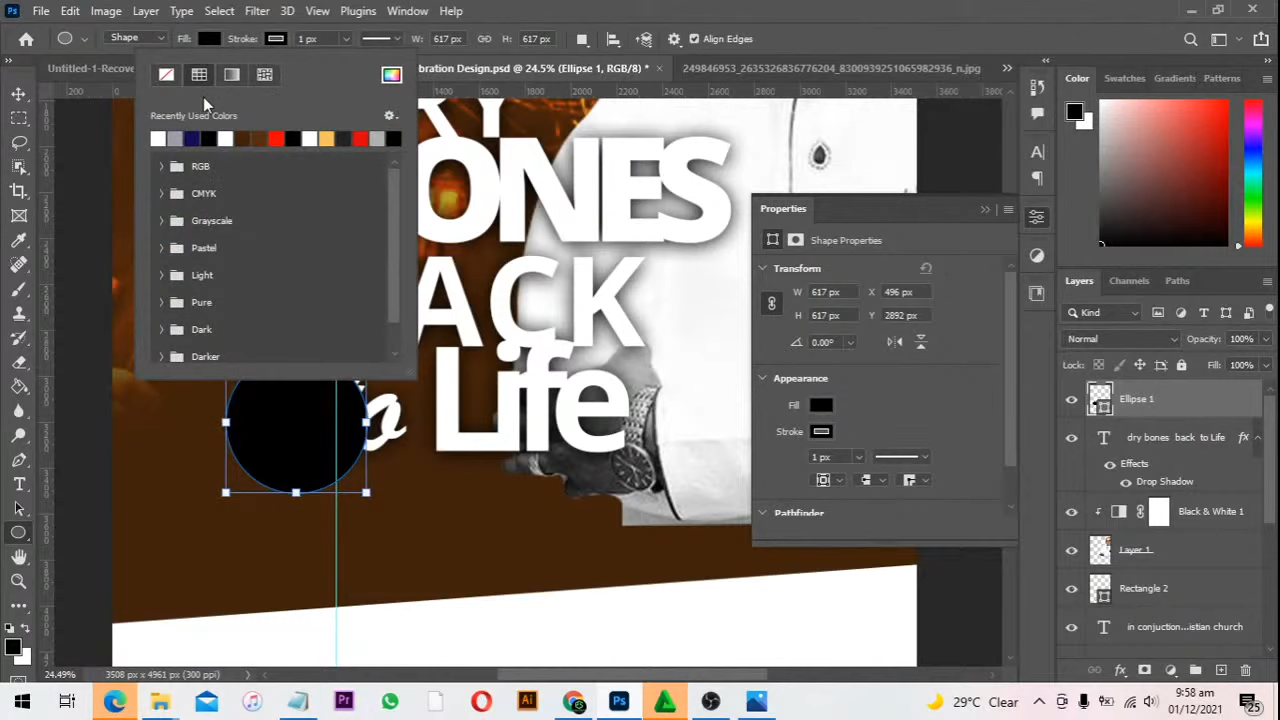 File Edit Image Layer Type Select Filter 3D View Plugins Window Help
Shape Fill: Stroke: 1 px W: 617 px H: 617 px Align Edges
Untitled-1-Recove
bration Design.psd @ 24.5% (Ellipse 1, RGB/8) *
249846953_2635326836776204_8300939251065982936_n.jpg
Recently Used Colors
RGB
CMYK
Grayscale
Pastel
Light
Pure
Dark
Darker
200
1400 1600 1800 2000 2200 2400 2600 2800 3000 3200 3400 3600 3800
RY
ONES
ACK
o Life
Properties
Shape Properties
Transform
W 617 px X 496 px
H 617 px Y 2892 px
0.00°
Appearance
Fill
Stroke
1 px
Pathfinder
Color Swatches Gradients Patterns
Layers Channels Paths
Kind
Normal Opacity: 100%
Lock: Fill: 100%
Ellipse 1
dry bones back to Life fx
Effects
Drop Shadow
Black & White 1
Layer 1
Rectangle 2
in conjuction...istian church
24.49% 3508 px x 4961 px (300 ppi)
29°C Clear
9:58 am
01/12/2021
25